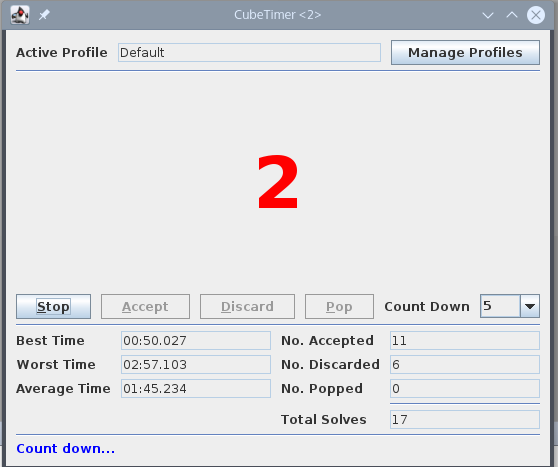 CubeTimer <2>
Active Profile Default Manage Profiles
2
Stop Accept Discard Pop Count Down 5
Best Time 00:50.027 No. Accepted 11
Worst Time 02:57.103 No. Discarded 6
Average Time 01:45.234 No. Popped 0
Total Solves 17
Count down...